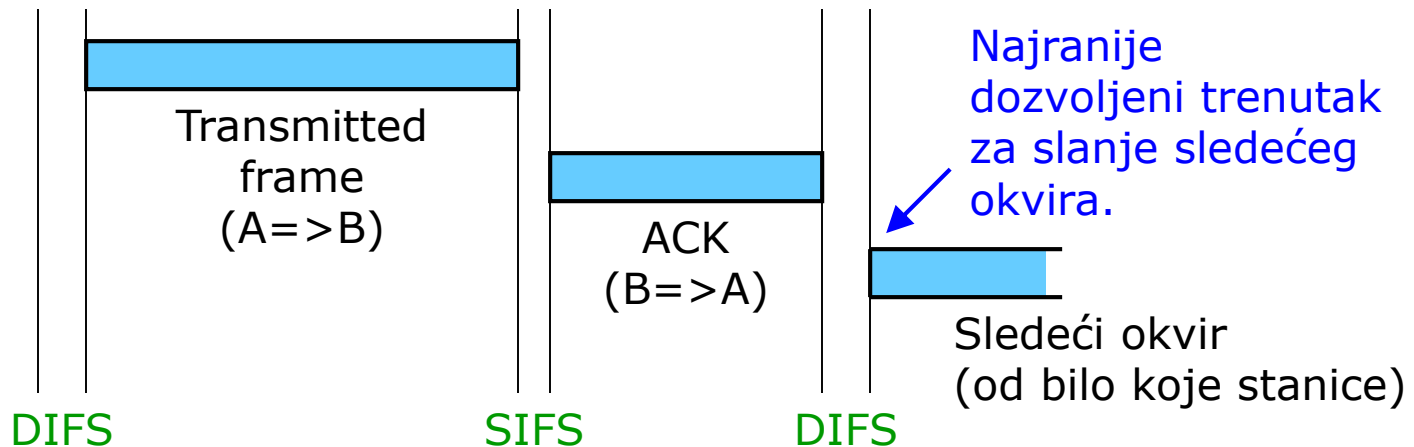 Najranije
dozvoljeni trenutak
za slanje sledećeg
okvira.
Transmitted
frame
(A=>B)
ACK
(B=>A)
Sledeći okvir
(od bilo koje stanice)
DIFS
SIFS
DIFS